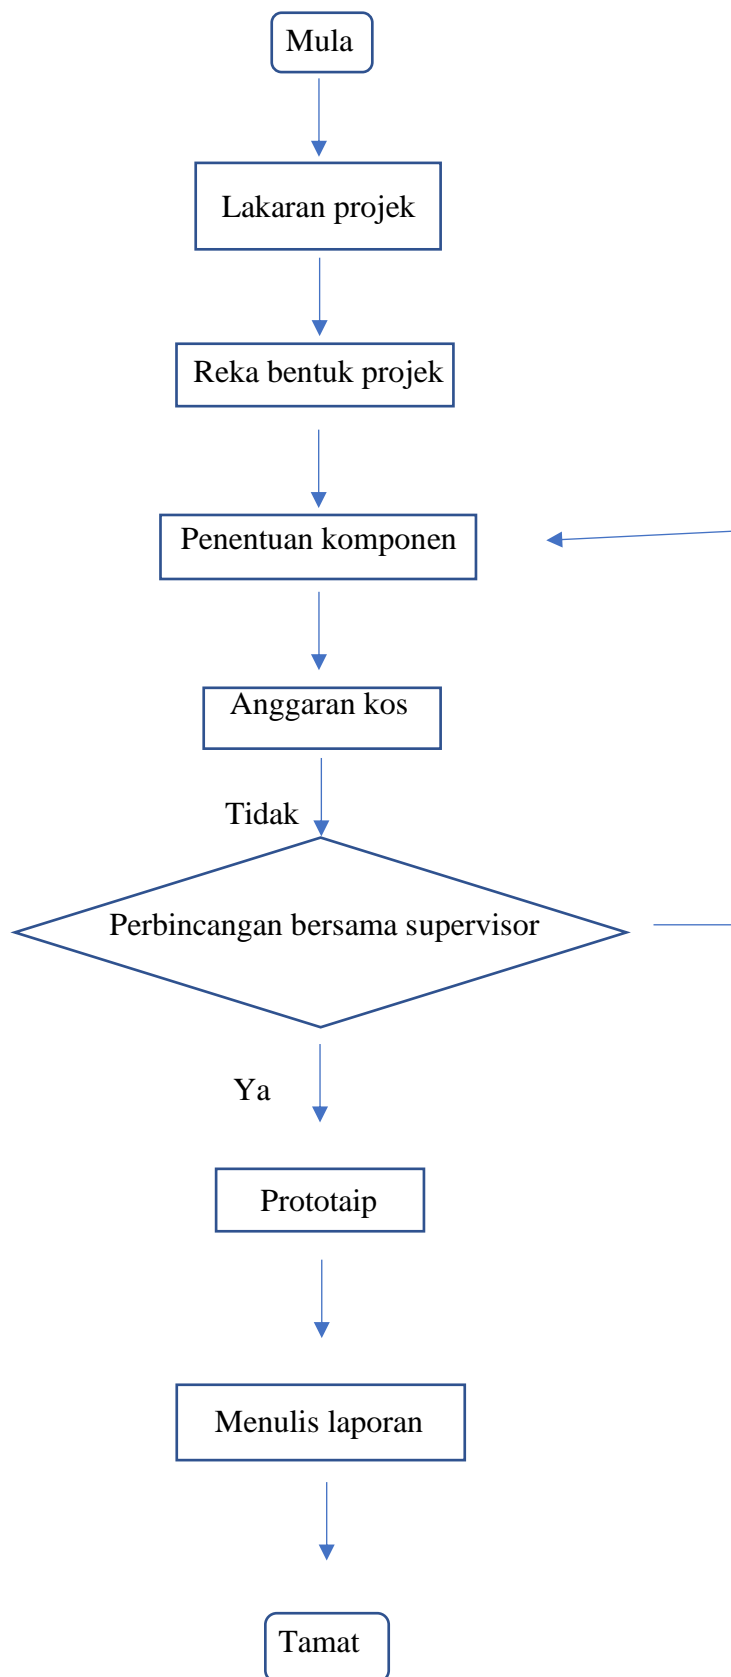 Mula
Lakaran projek
Reka bentuk projek
Penentuan komponen
Anggaran kos
Tidak
Perbincangan bersama supervisor
Ya
Prototaip
Menulis laporan
Tamat